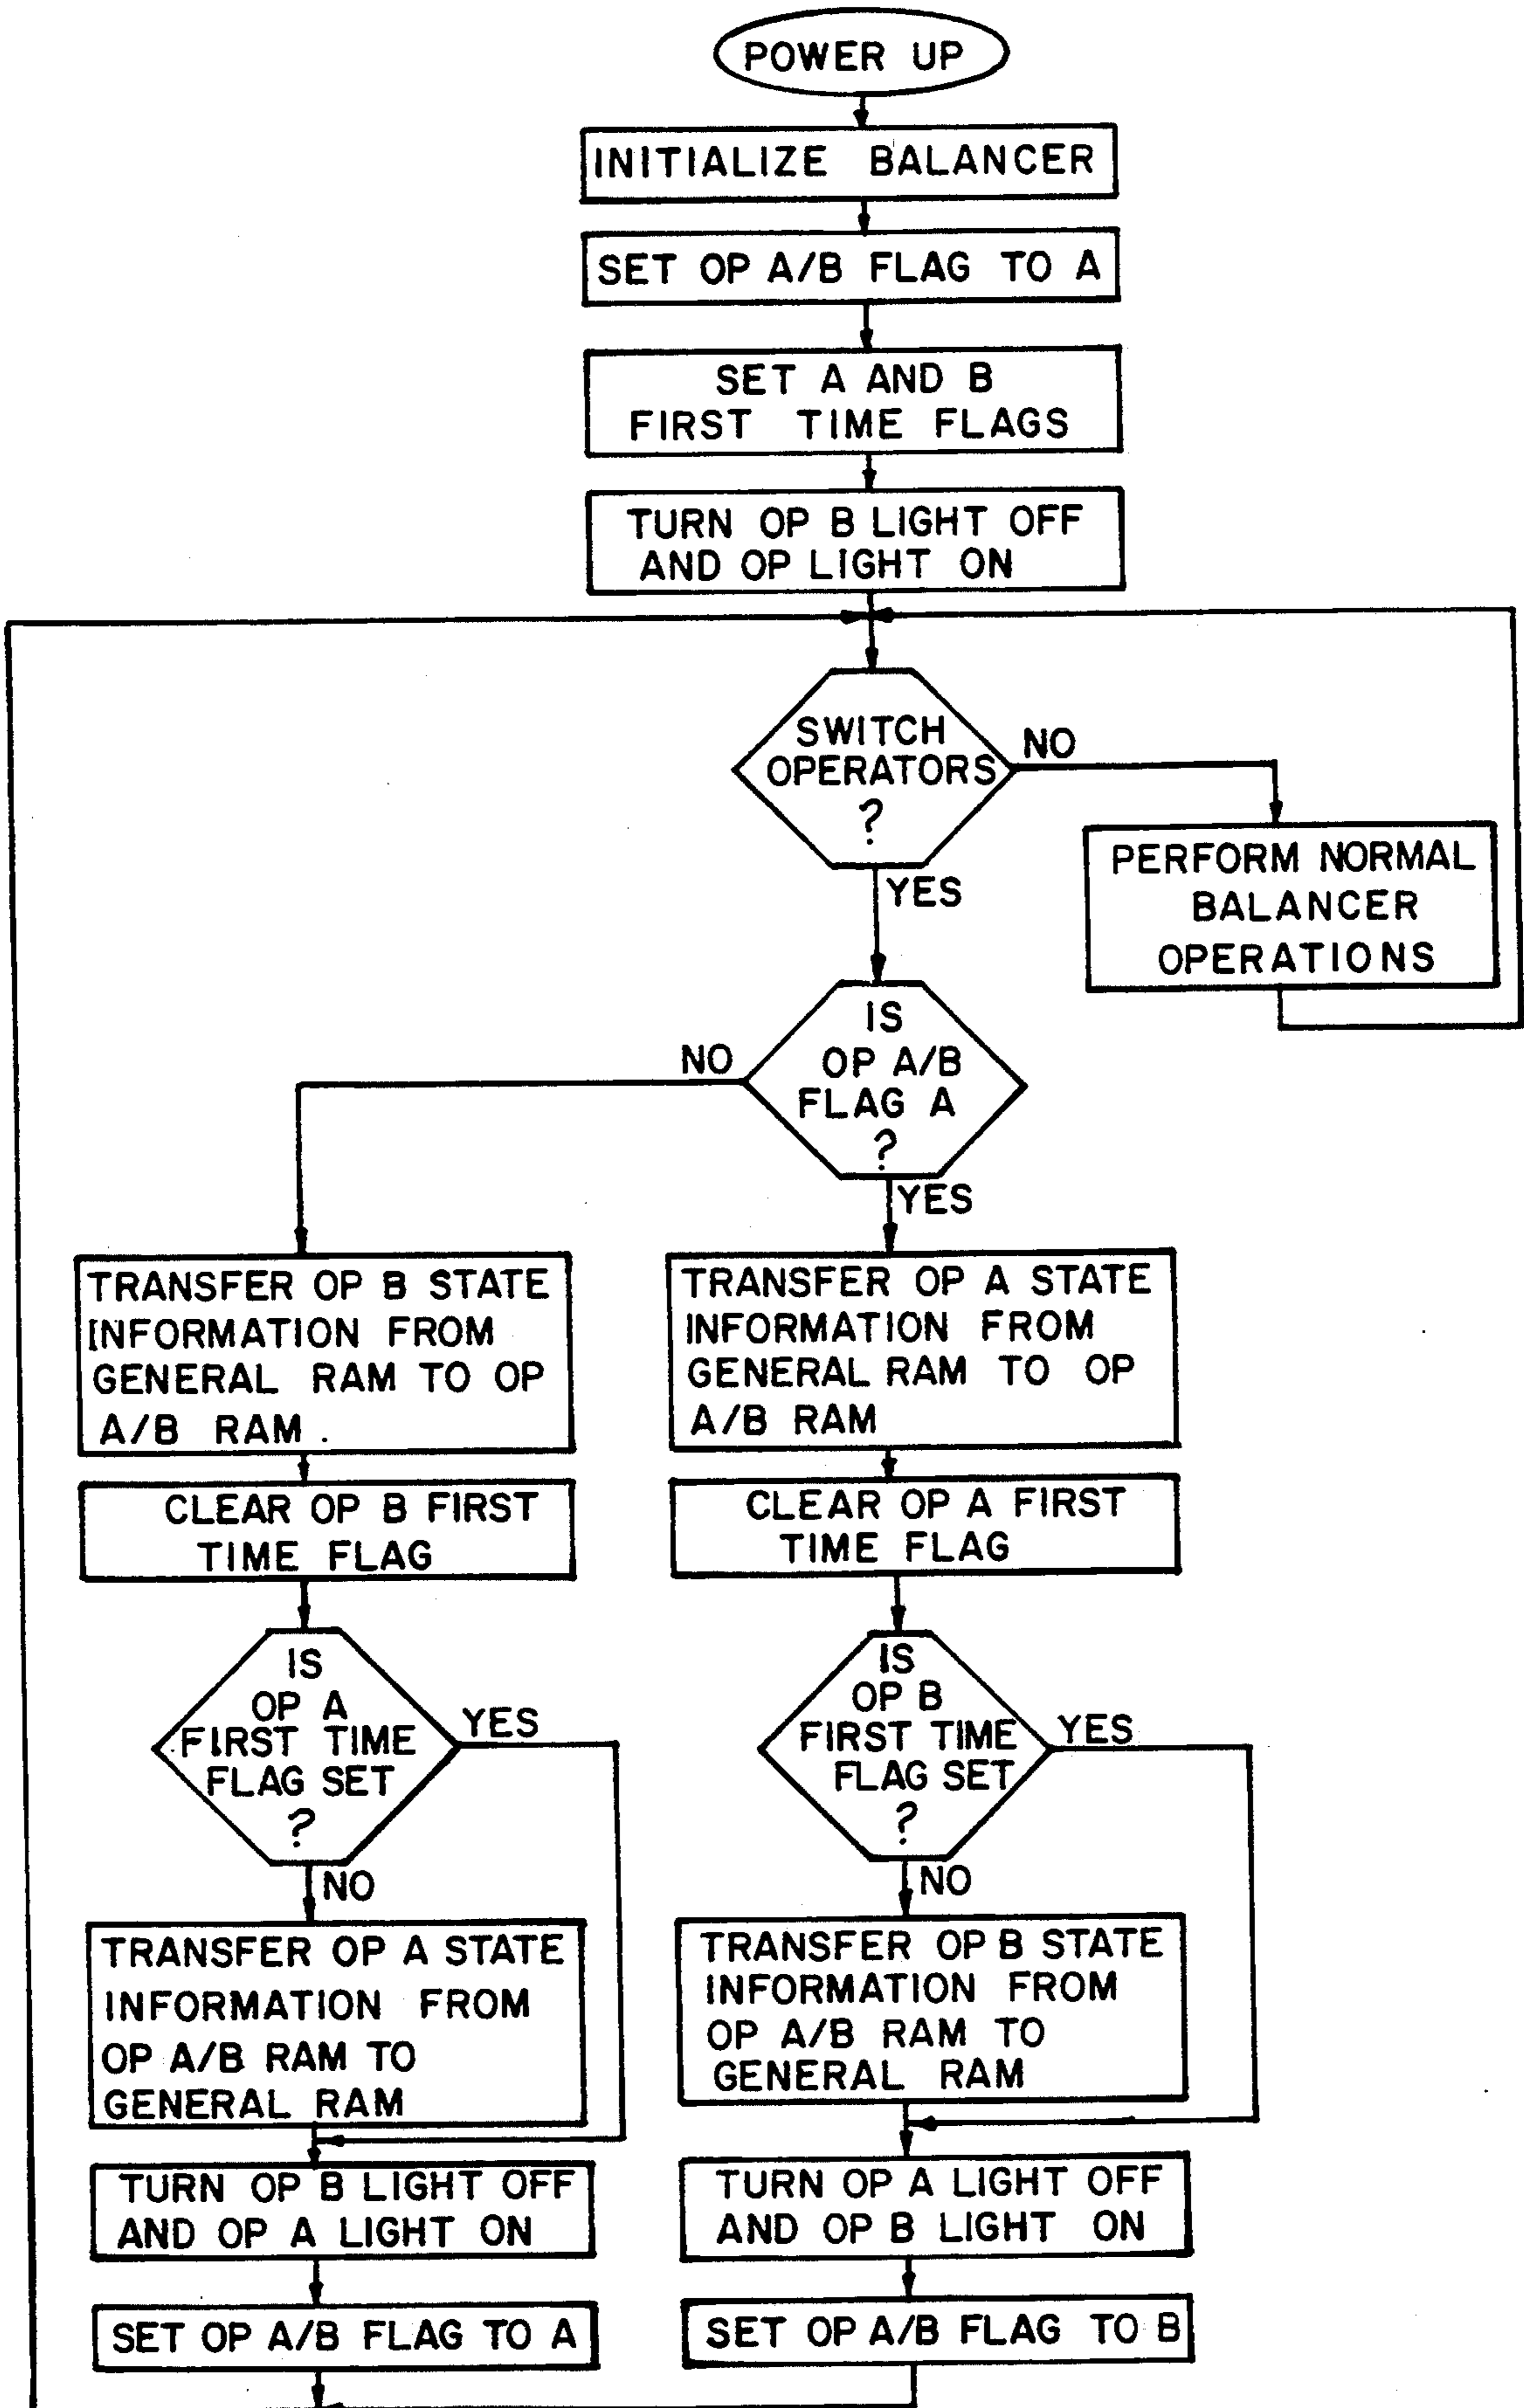 POWER UP
INITIALIZE BALANCER
SET OP A/B FLAG TO A
SET A AND B
FIRST TIME FLAGS
TURN OP B LIGHT OFF
AND OP LIGHT ON
SWITCH
OPERATORS
?
NO
YES
PERFORM NORMAL
BALANCER
OPERATIONS
IS
OP A/B
FLAG A
?
NO
YES
TRANSFER OP B STATE
INFORMATION FROM
GENERAL RAM TO OP
A/B RAM .
CLEAR OP B FIRST
TIME FLAG
IS
OP A
FIRST TIME
FLAG SET
?
YES
NO
TRANSFER OP A STATE
INFORMATION FROM
OP A/B RAM TO
GENERAL RAM
TURN OP B LIGHT OFF
AND OP A LIGHT ON
SET OP A/B FLAG TO A
TRANSFER OP A STATE
INFORMATION FROM
GENERAL RAM TO OP
A/B RAM
CLEAR OP A FIRST
TIME FLAG
IS
OP B
FIRST TIME
FLAG SET
?
YES
NO
TRANSFER OP B STATE
INFORMATION FROM
OP A/B RAM TO
GENERAL RAM
TURN OP A LIGHT OFF
AND OP B LIGHT ON
SET OP A/B FLAG TO B